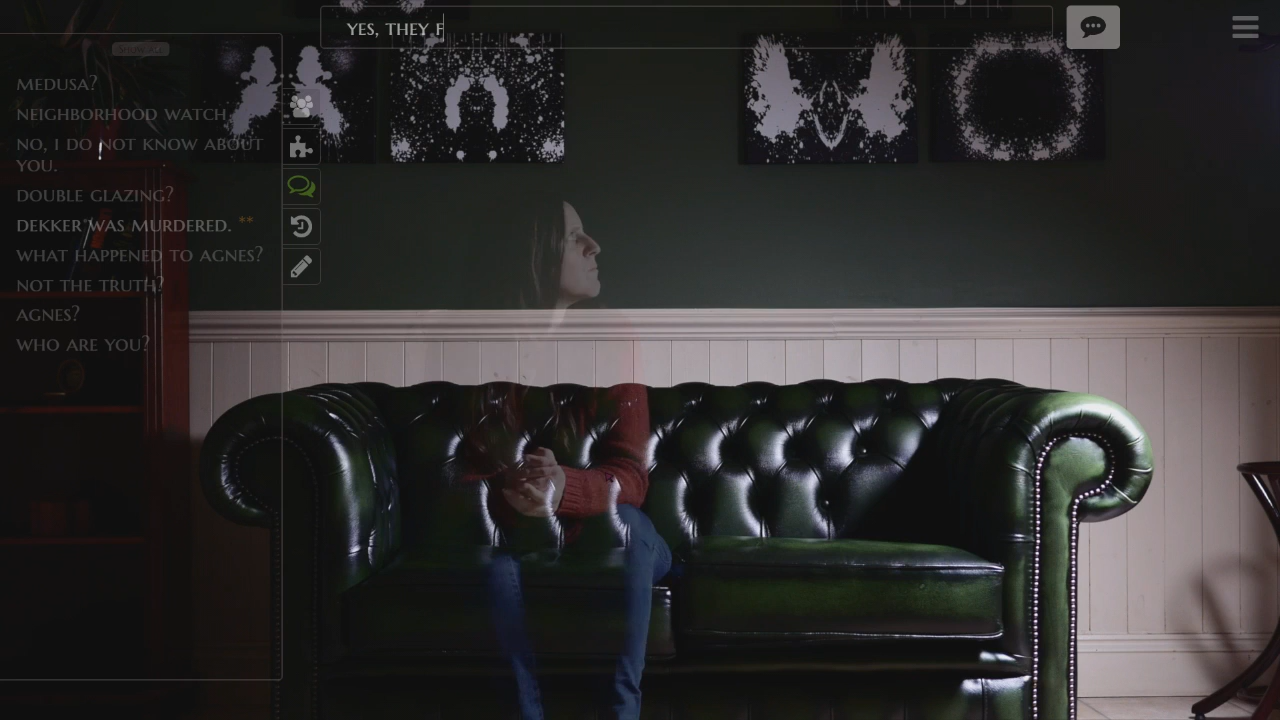 YES, THEY F
MEDUSA?
NEIGHBORHOOD WATCH
NO, I DO NOT KNOW ABOUT
YOU.
DOUBLE GLAZING?
DEKKER WAS MURDERED. **
WHAT HAPPENED TO AGNES?
NOT THE TRUTH?
AGNES?
WHO ARE YOU?